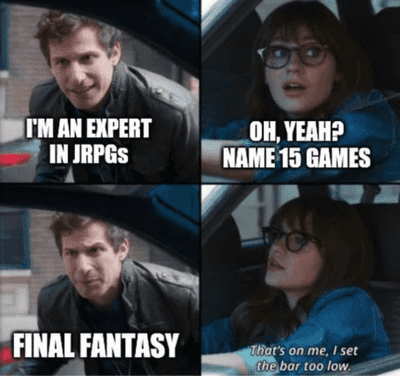 I'M AN EXPERT
IN JRPGs
OH, YEAH?
NAME 15 GAMES
FINAL FANTASY
That's on me, I set
the bar too low.